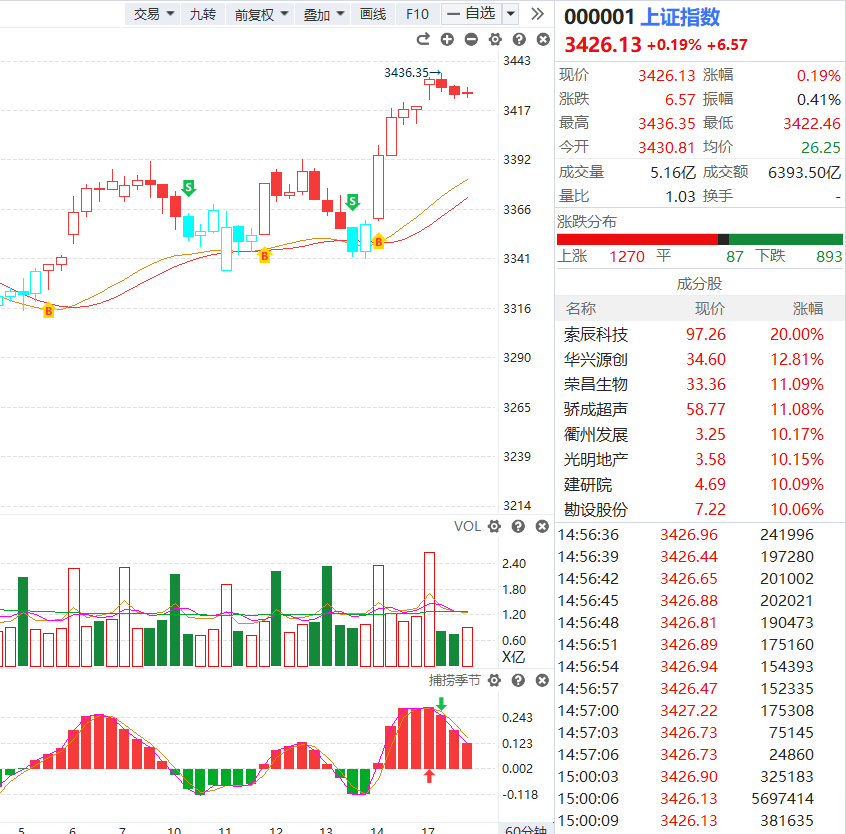 交易 九转 前复权 叠加 画线 F10 一 自选
3436.35→
3443
3417
3392
3366
3341
3316
3290
3265
3239
3214
S
S
B
B
B
VOL
2.40
1.80
1.20
0.60
X亿
捕捞季节
0.243
0.123
0.002
-0.118
5 6 7 10 11 12 13 14 17 60分钟
000001 上证指数
3426.13 +0.19% +6.57
现价 3426.13 涨幅 0.19%
涨跌 6.57 振幅 0.41%
最高 3436.35 最低 3422.46
今开 3430.81 均价 26.25
成交量 5.16亿 成交额 6393.50亿
量比 1.03 换手 -
涨跌分布
上涨 1270 平 87 下跌 893
成分股
名称 现价 涨幅
索辰科技 97.26 20.00%
华兴源创 34.60 12.81%
荣昌生物 33.36 11.09%
骄成超声 58.77 11.08%
衢州发展 3.25 10.17%
光明地产 3.58 10.15%
建研院 4.69 10.09%
勘设股份 7.22 10.06%
14:56:36 3426.96 241996
14:56:39 3426.44 197280
14:56:42 3426.65 201002
14:56:45 3426.88 202021
14:56:48 3426.81 190473
14:56:51 3426.89 175160
14:56:54 3426.94 154393
14:56:57 3426.47 152335
14:57:00 3427.22 175308
14:57:03 3426.73 75145
14:57:06 3426.73 24860
15:00:03 3426.90 325183
15:00:06 3426.13 5697414
15:00:09 3426.13 381635